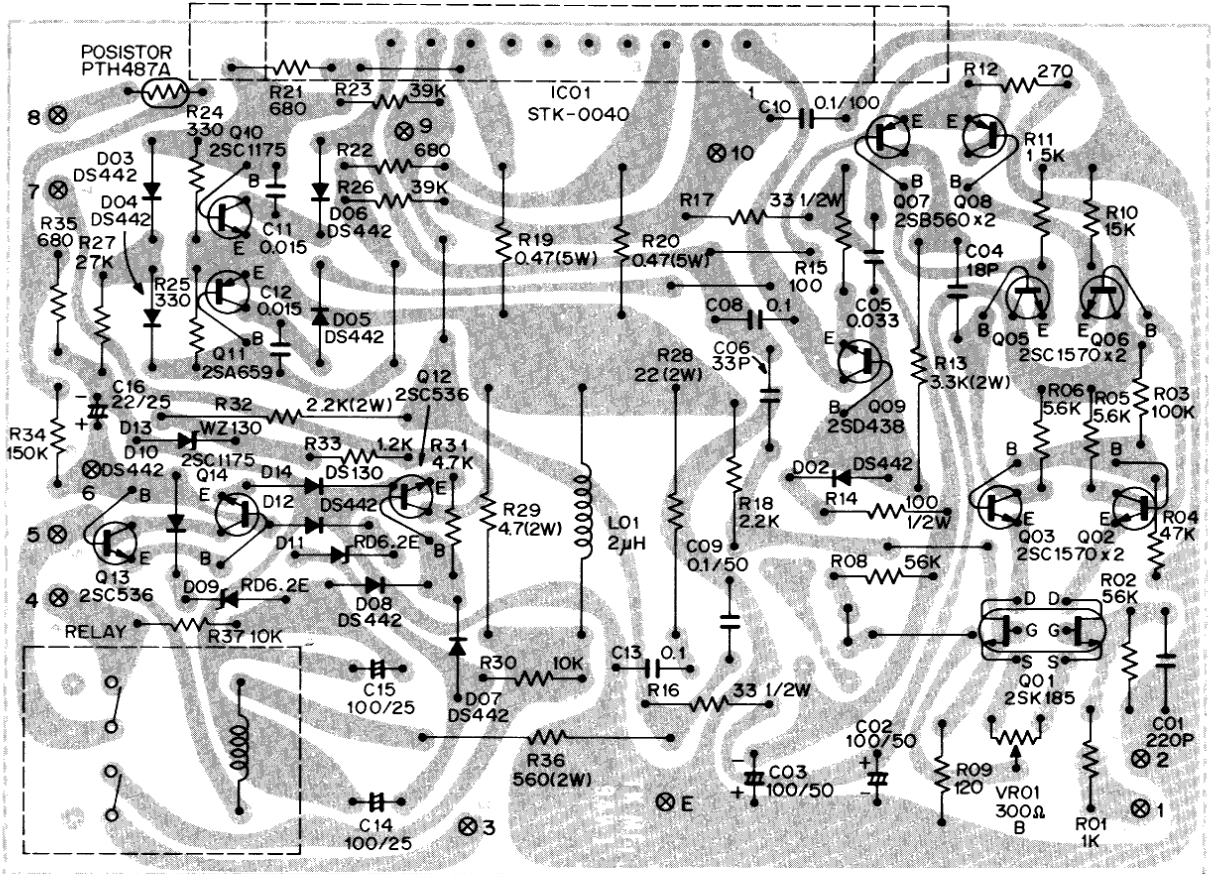 POSISTOR
PTH487A
R21
680
R23
39K
IC01
STK-0040
1
C10
0.1/100
R12
270
8
R24
330
Q10
2SC1175
9
R22
680
10
E
E
R11
1.5K
D03
DS442
7
D04
DS442
B
R26
39K
R17
33 1/2W
B
B
Q07
Q08
2SB560×2
R10
15K
R35
680
R27
27K
E
C11
0.015
D06
DS442
R19
0.47(5W)
R20
0.47(5W)
R15
100
C04
18P
R25
330
E
C12
0.015
B
D05
DS442
C08
0.1
C05
0.033
B
E
E
B
Q05
Q06
2SC1570×2
Q11
2SA659
C06
33P
E
R28
22(2W)
R13
3.3K(2W)
Q12
2SC536
C16
22/25
-
+
R32
2.2K(2W)
B
Q09
2SD438
R06
5.6K
R05
5.6K
R03
100K
R34
150K
D13
WZ130
D10
DS442
2SC1175
R33
1.2K
R31
4.7K
6
Q14
D14
DS130
B
E
D12
DS442
E
D02
DS442
R14
100
1/2W
B
B
R29
4.7(2W)
L01
2μH
R18
2.2K
5
E
B
D11
RD6.2E
B
C09
0.1/50
E
E
Q03
Q02
2SC1570×2
R04
47K
Q13
2SC536
R08
56K
4
D09
RD6.2E
D08
DS442
R02
56K
D
D
RELAY
R37 10K
G
G
C13
0.1
S
S
Q01
2SK185
C15
100/25
D07
DS442
R30
10K
R16
33 1/2W
C01
220P
R36
560(2W)
C02
100/50
-
+
C03
100/50
+
-
R09
120
VR01
300Ω
B
R01
1K
2
1
E
3
C14
100/25